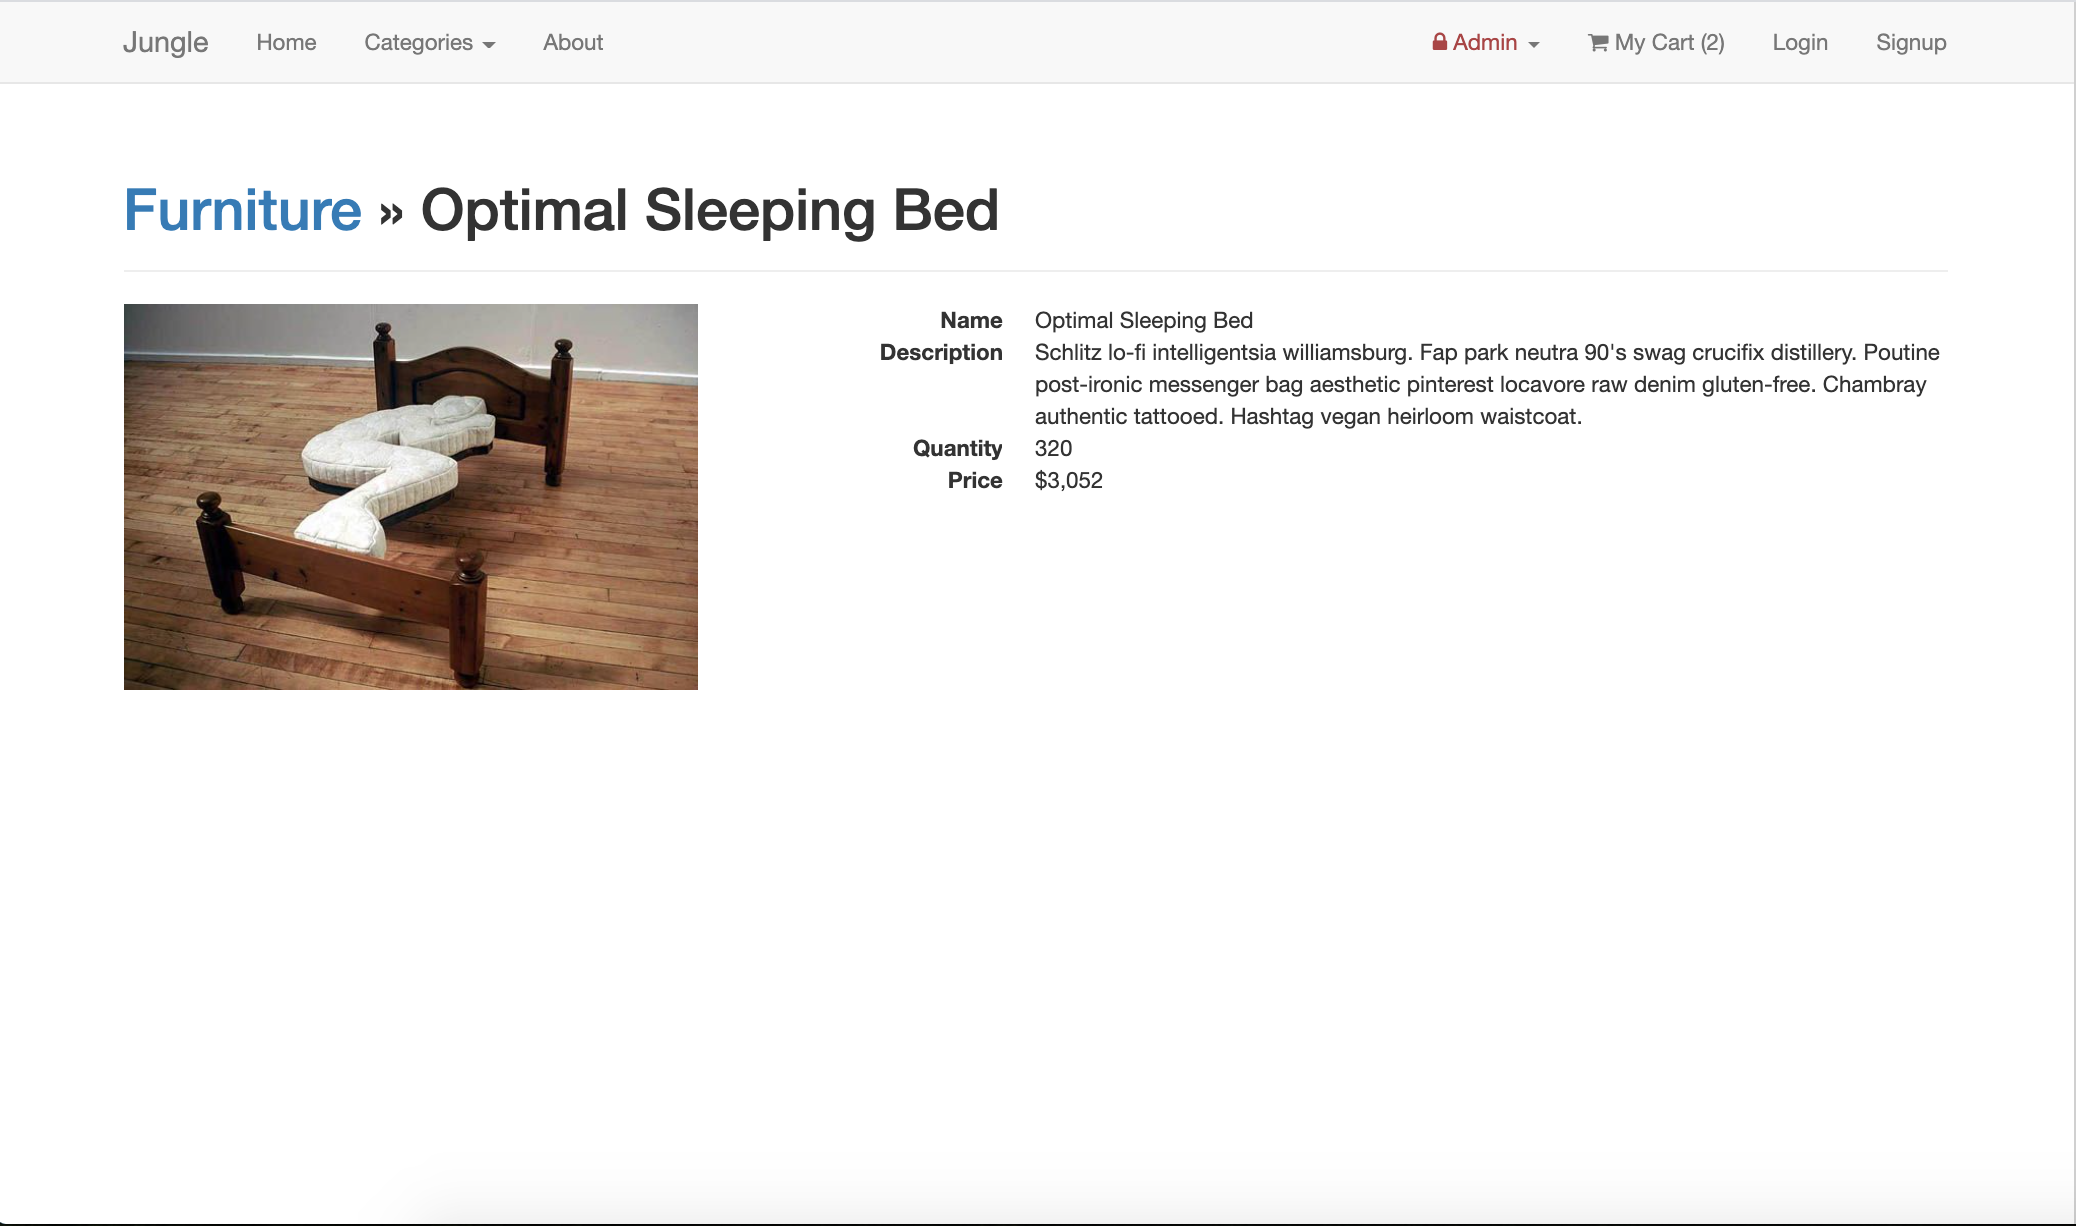 Jungle Home Categories About Admin My Cart (2) Login Signup
Furniture » Optimal Sleeping Bed
Name Optimal Sleeping Bed
Description Schlitz lo-fi intelligentsia williamsburg. Fap park neutra 90's swag crucifix distillery. Poutine
post-ironic messenger bag aesthetic pinterest locavore raw denim gluten-free. Chambray
authentic tattooed. Hashtag vegan heirloom waistcoat.
Quantity 320
Price $3,052